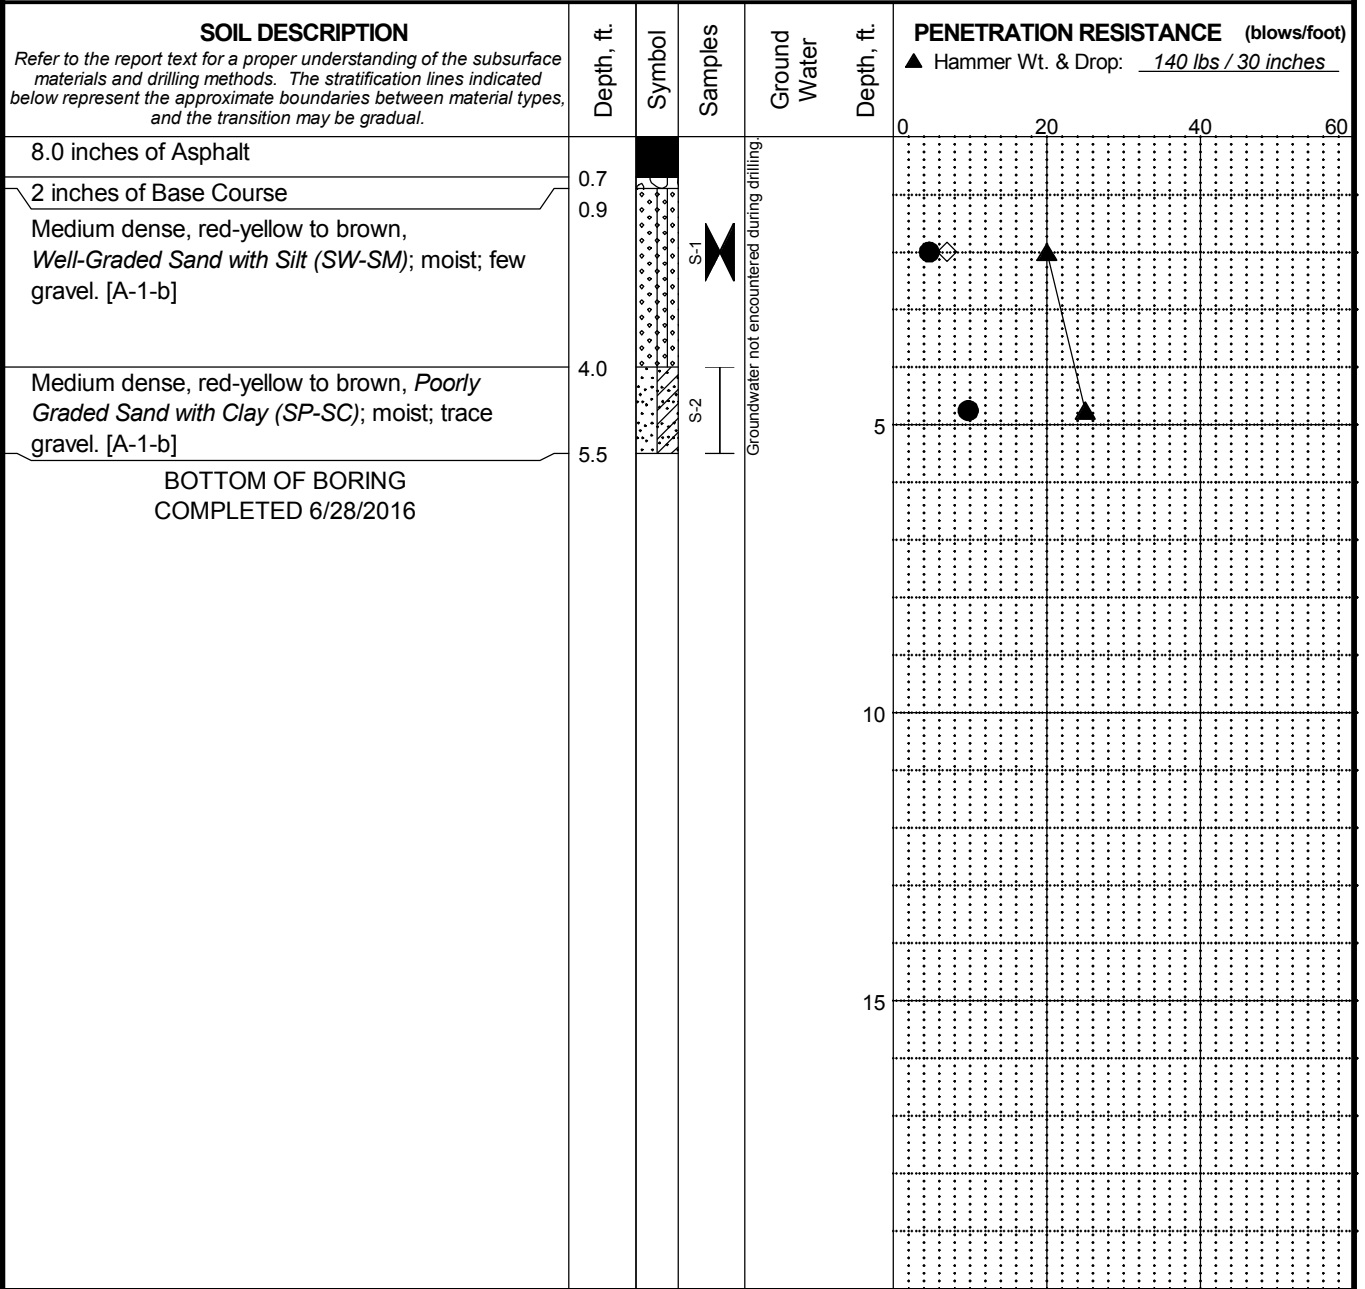 SOIL DESCRIPTION
Refer to the report text for a proper understanding of the subsurface
materials and drilling methods. The stratification lines indicated
below represent the approximate boundaries between material types,
and the transition may be gradual.
Depth, ft.
Symbol
Samples
Ground
Water
Depth, ft.
PENETRATION RESISTANCE (blows/foot)
▲ Hammer Wt. & Drop: 140 lbs / 30 inches
0 20 40 60
8.0 inches of Asphalt
0.7
2 inches of Base Course
0.9
Medium dense, red-yellow to brown,
Well-Graded Sand with Silt (SW-SM); moist; few
gravel. [A-1-b]
S-1
Groundwater not encountered during drilling.
4.0
Medium dense, red-yellow to brown, Poorly
Graded Sand with Clay (SP-SC); moist; trace
gravel. [A-1-b]
S-2
5
5.5
BOTTOM OF BORING
COMPLETED 6/28/2016
10
15